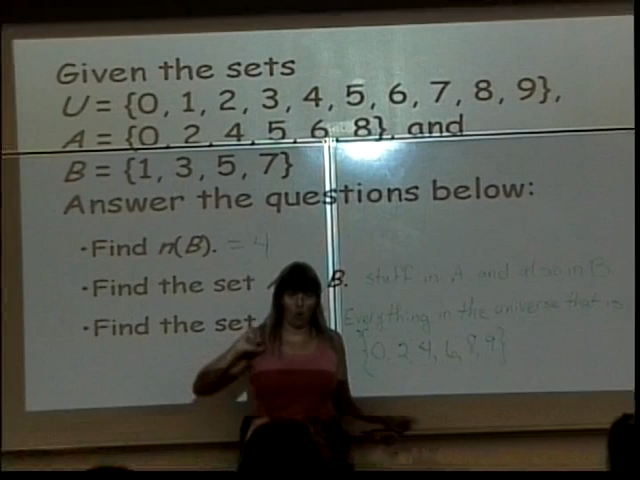 Given the sets
U = {0, 1, 2, 3, 4, 5, 6, 7, 8, 9},
A = {0, 2, 4, 5, 6, 8}, and
B = {1, 3, 5, 7}
Answer the questions below:
•Find n(B). = 4
•Find the set B. stuff in A and also in B
•Find the set Everything in the universe that is
{0, 2, 4, 6, 8, 9}